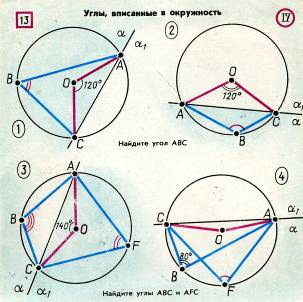 13
Углы, вписанные в окружность
IV
1
B
O
120°
A
C
α
α₁
2
O
120°
A
B
C
α₁
α
Найдите угол ABC
3
A
B
140°
O
C
F
α
α₁
4
C
O
A
α₁
α
80°
B
F
Найдите углы ABC и AFC